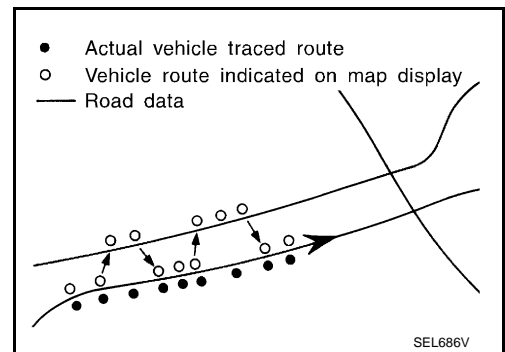 Actual vehicle traced route
Vehicle route indicated on map display
Road data
SEL686V